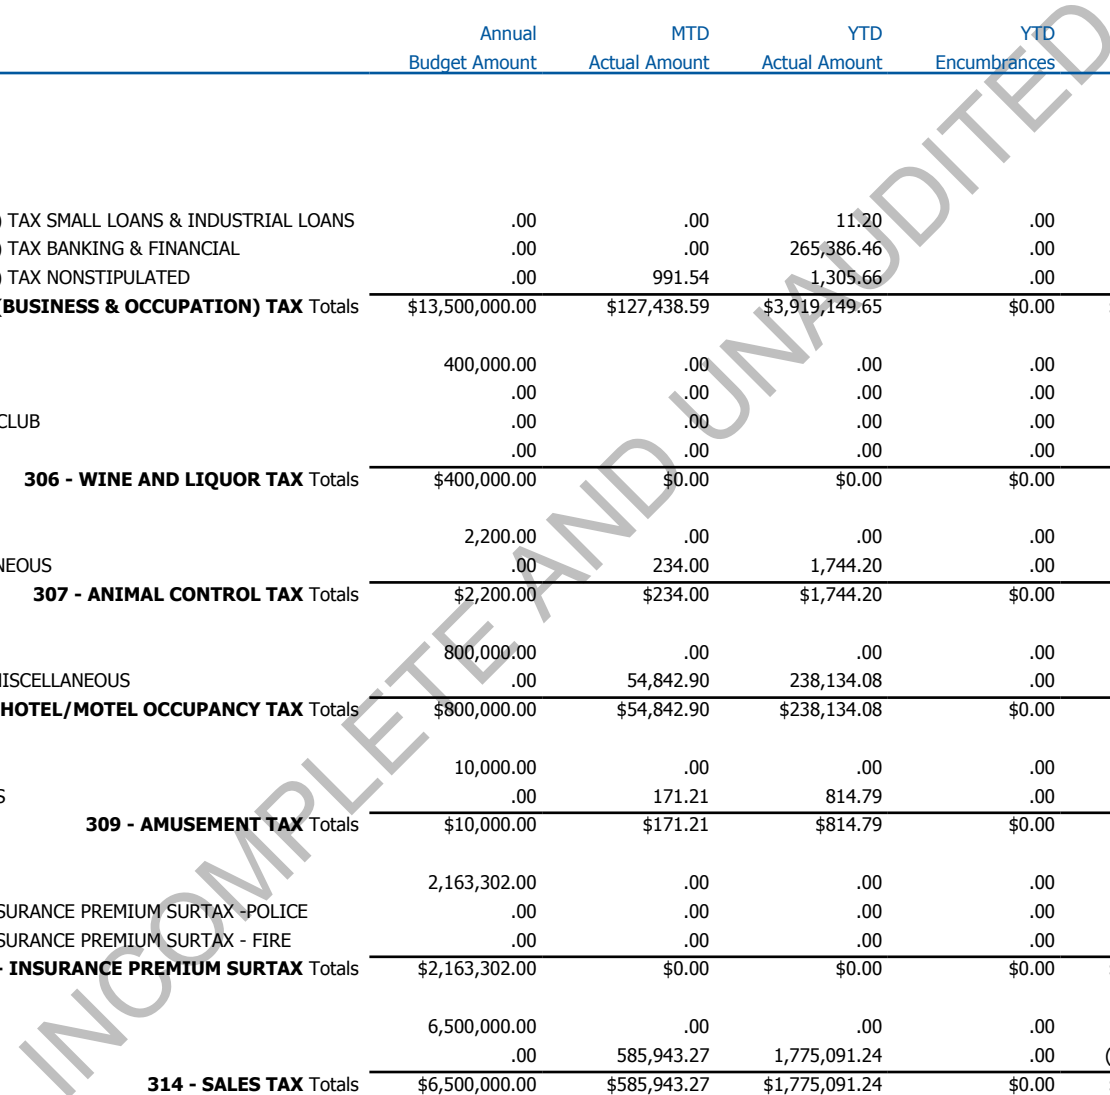 Annual MTD YTD YTD
Budget Amount Actual Amount Actual Amount Encumbrances
) TAX SMALL LOANS & INDUSTRIAL LOANS .00 .00 11.20 .00
) TAX BANKING & FINANCIAL .00 .00 265,386.46 .00
) TAX NONSTIPULATED .00 991.54 1,305.66 .00
(BUSINESS & OCCUPATION) TAX Totals $13,500,000.00 $127,438.59 $3,919,149.65 $0.00
400,000.00 .00 .00 .00
.00 .00 .00 .00
CLUB .00 .00 .00 .00
.00 .00 .00 .00
306 - WINE AND LIQUOR TAX Totals $400,000.00 $0.00 $0.00 $0.00
2,200.00 .00 .00 .00
NEOUS .00 234.00 1,744.20 .00
307 - ANIMAL CONTROL TAX Totals $2,200.00 $234.00 $1,744.20 $0.00
800,000.00 .00 .00 .00
MISCELLANEOUS .00 54,842.90 238,134.08 .00
HOTEL/MOTEL OCCUPANCY TAX Totals $800,000.00 $54,842.90 $238,134.08 $0.00
10,000.00 .00 .00 .00
S .00 171.21 814.79 .00
309 - AMUSEMENT TAX Totals $10,000.00 $171.21 $814.79 $0.00
2,163,302.00 .00 .00 .00
SURANCE PREMIUM SURTAX -POLICE .00 .00 .00 .00
SURANCE PREMIUM SURTAX - FIRE .00 .00 .00 .00
- INSURANCE PREMIUM SURTAX Totals $2,163,302.00 $0.00 $0.00 $0.00
6,500,000.00 .00 .00 .00
.00 585,943.27 1,775,091.24 .00 (
314 - SALES TAX Totals $6,500,000.00 $585,943.27 $1,775,091.24 $0.00
INCOMPLETE AND UNAUDITED